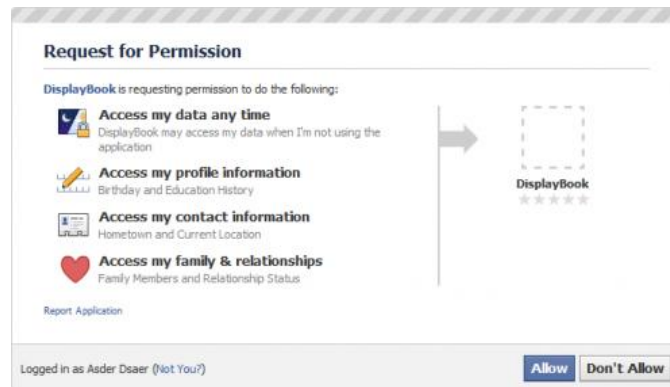 Request for Permission
DisplayBook is requesting permission to do the following:
Access my data any time
DisplayBook may access my data when I'm not using the
application
Access my profile information
Birthday and Education History
Access my contact information
Hometown and Current Location
Access my family & relationships
Family Members and Relationship Status
DisplayBook
Report Application
Logged in as Asder Dsaer (Not You?)
Allow
Don't Allow